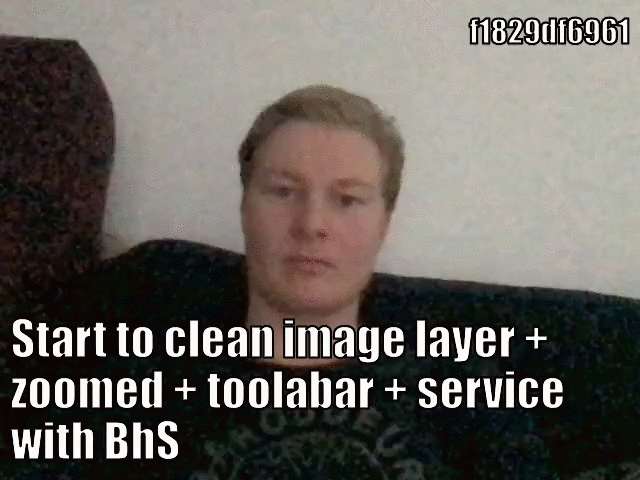 f1829df6961
Start to clean image layer +
zoomed + toolabar + service
with BhS